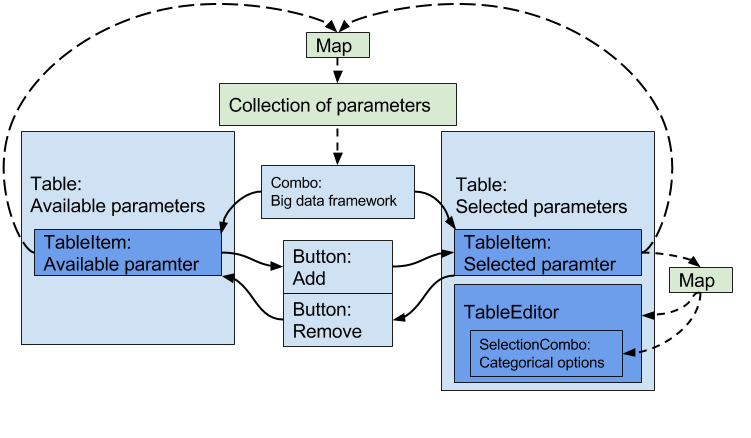 Map
Collection of parameters
Table:
Available parameters
Combo:
Big data framework
Table:
Selected parameters
TableItem:
Available paramter
Button:
Add
Button:
Remove
TableItem:
Selected paramter
Map
TableEditor
SelectionCombo:
Categorical options